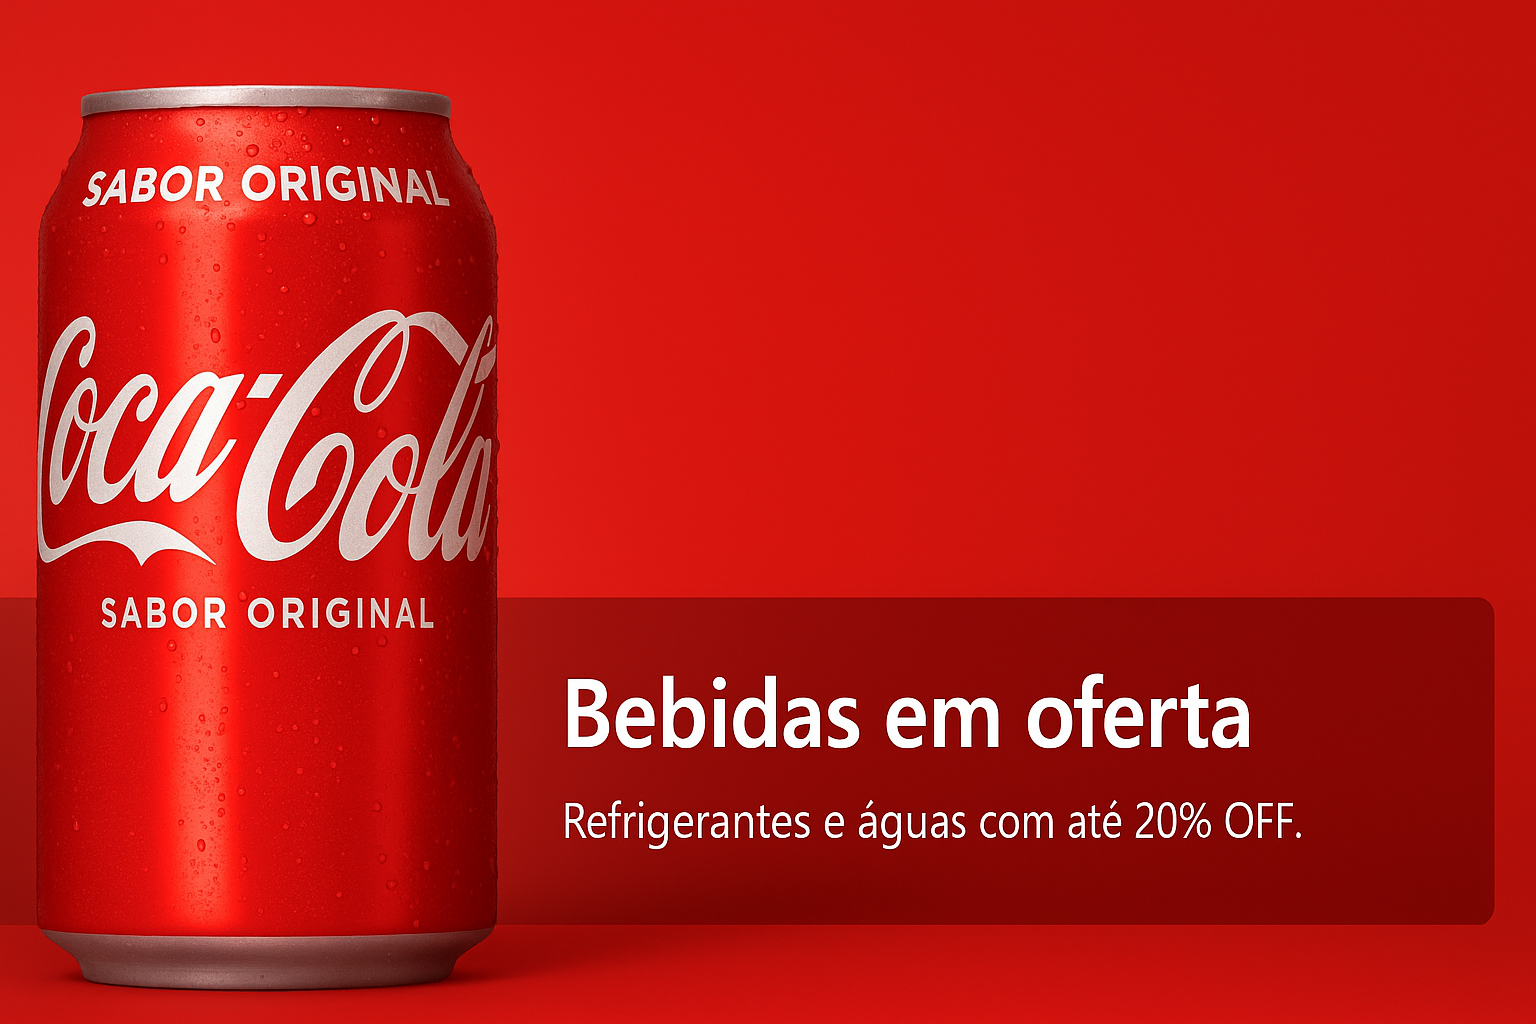 SABOR ORIGINAL
Coca-Cola
SABOR ORIGINAL
Bebidas em oferta
Refrigerantes e águas com até 20% OFF.